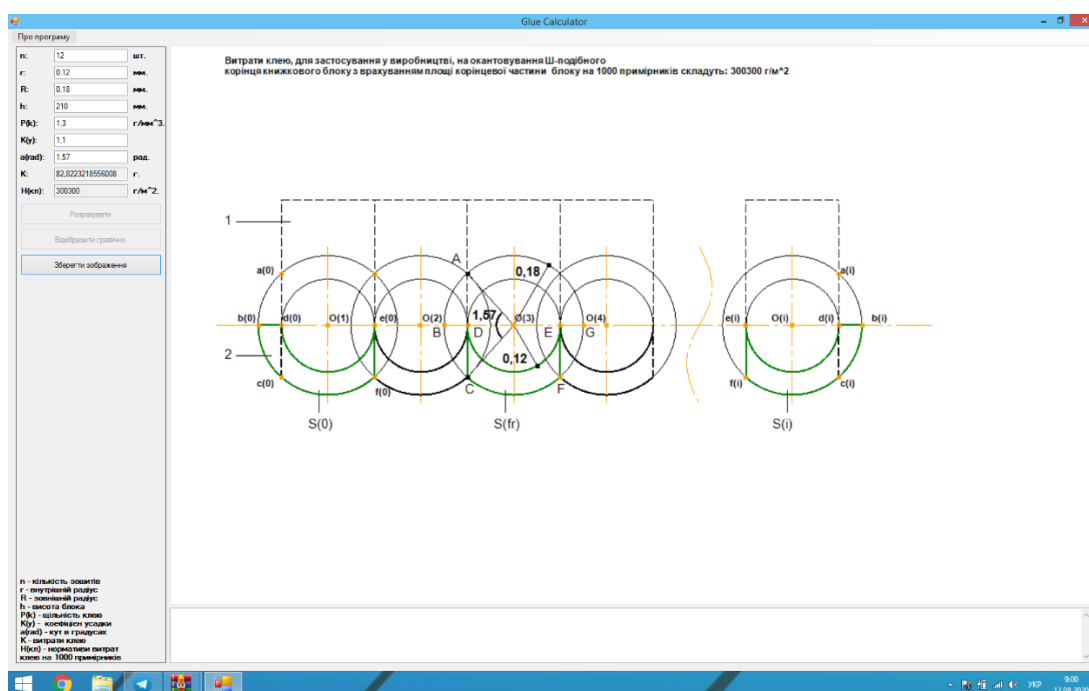 Glue Calculator
Про програму
n: 12 шт.
r: 0,12 мм.
R: 0,18 мм.
h: 210 мм.
P(k): 1,3 г/мм^3.
K(y): 1,1
a(rad): 1,57 рад.
K: 82,8223218556008 г.
H(кл): 300300 г/м^2.
Розрахувати
Відобразити графічно
Зберегти зображення
n - кількість зошитів
r - внутрішній радіус
R - зовнішній радіус
h - висота блока
P(k) - щільність клею
K(y) - коефіцієн усадки
a(rad) - кут в градусах
K - витрати клею
H(кл) - нормативи витрат
клею на 1000 примірників
Витрати клею, для застосування у виробництві, на окантовування Ш-подібного
корінця книжкового блоку з врахуванням площі корінцевої частини блоку на 1000 примірників складуть: 300300 г/м^2
1
A
0,18
a(0)
a(i)
b(0) d(0) O(1) e(0) O(2) 1,57 O(3) O(4) e(i) O(i) d(i) b(i)
B D E G
2
0,12
c(0) f(0) C F f(i) c(i)
S(0) S(fr) S(i)
УКР
9:00
12.08.2020